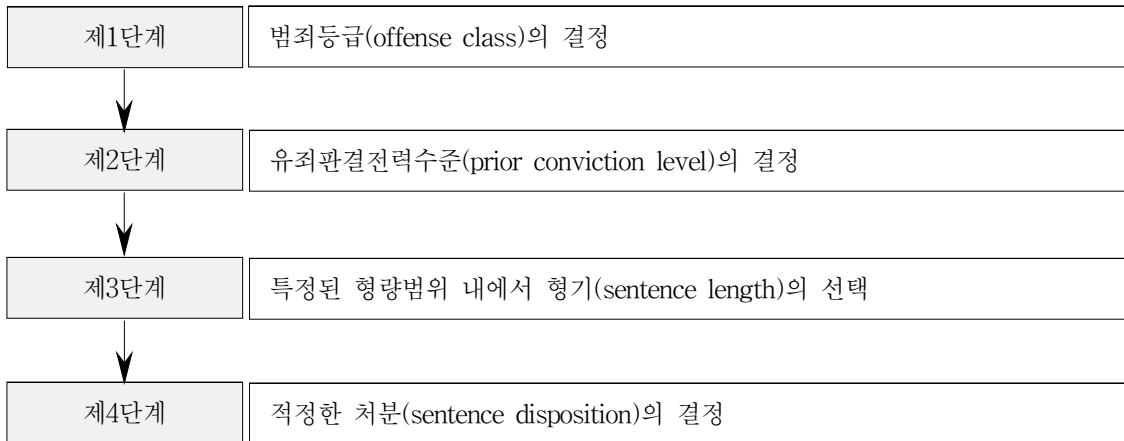 제1단계 범죄등급(offense class)의 결정
제2단계 유죄판결전력수준(prior conviction level)의 결정
제3단계 특정된 형량범위 내에서 형기(sentence length)의 선택
제4단계 적정한 처분(sentence disposition)의 결정